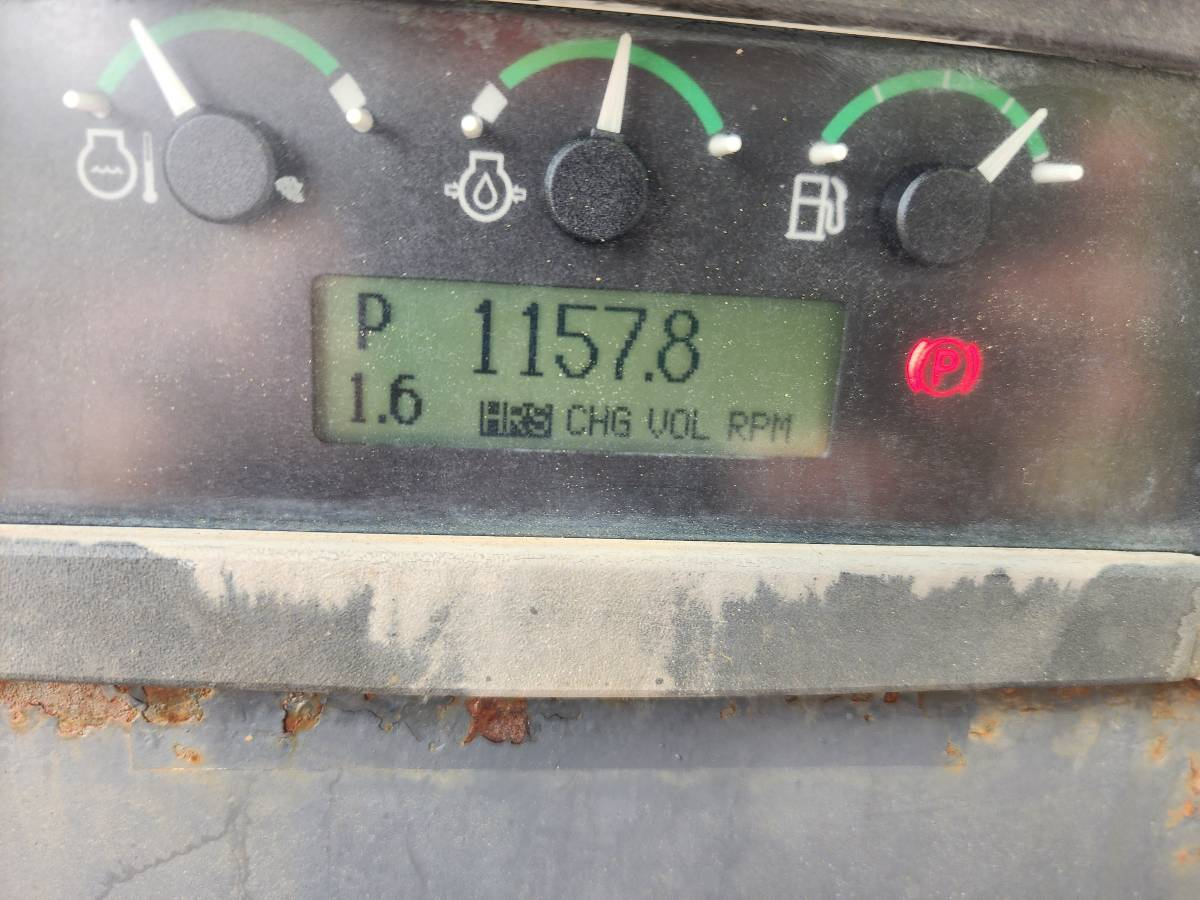 P 1157.8
1.6 HRS CHG VOL RPM
P